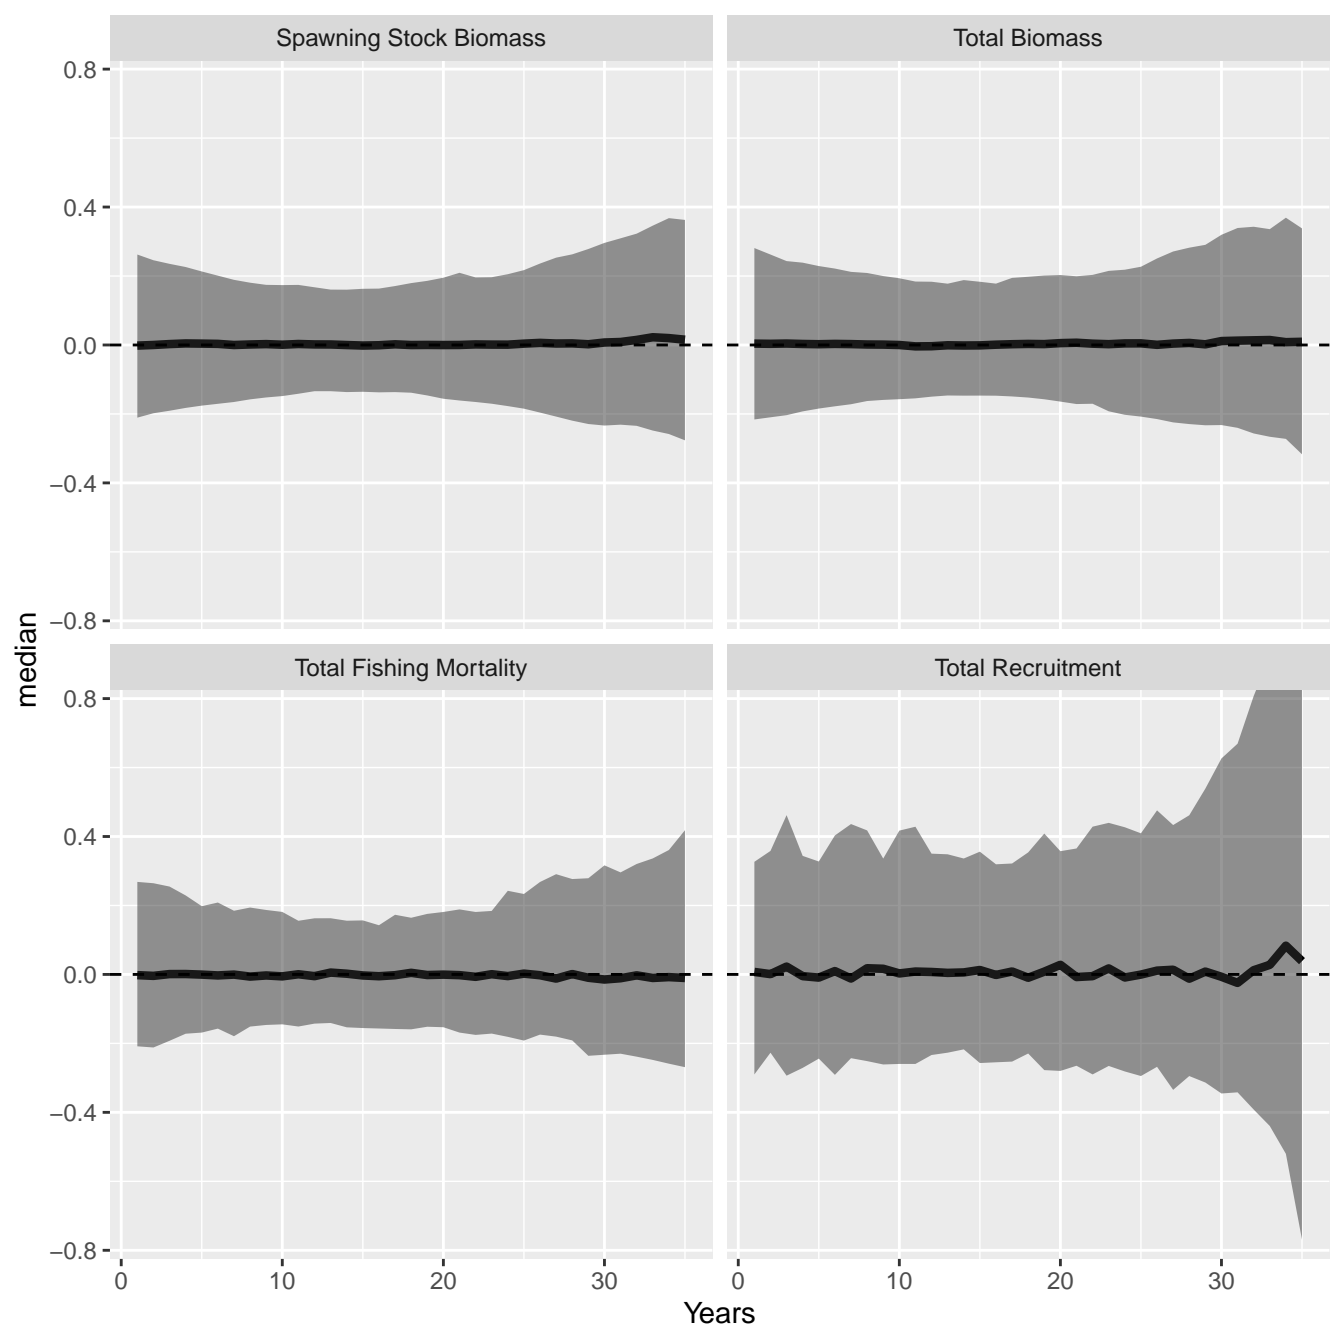 Spawning Stock Biomass
Total Biomass
0.8
0.4
0.0
−0.4
−0.8
median
Total Fishing Mortality
Total Recruitment
0.8
0.4
0.0
−0.4
−0.8
0 10 20 30
0 10 20 30
Years